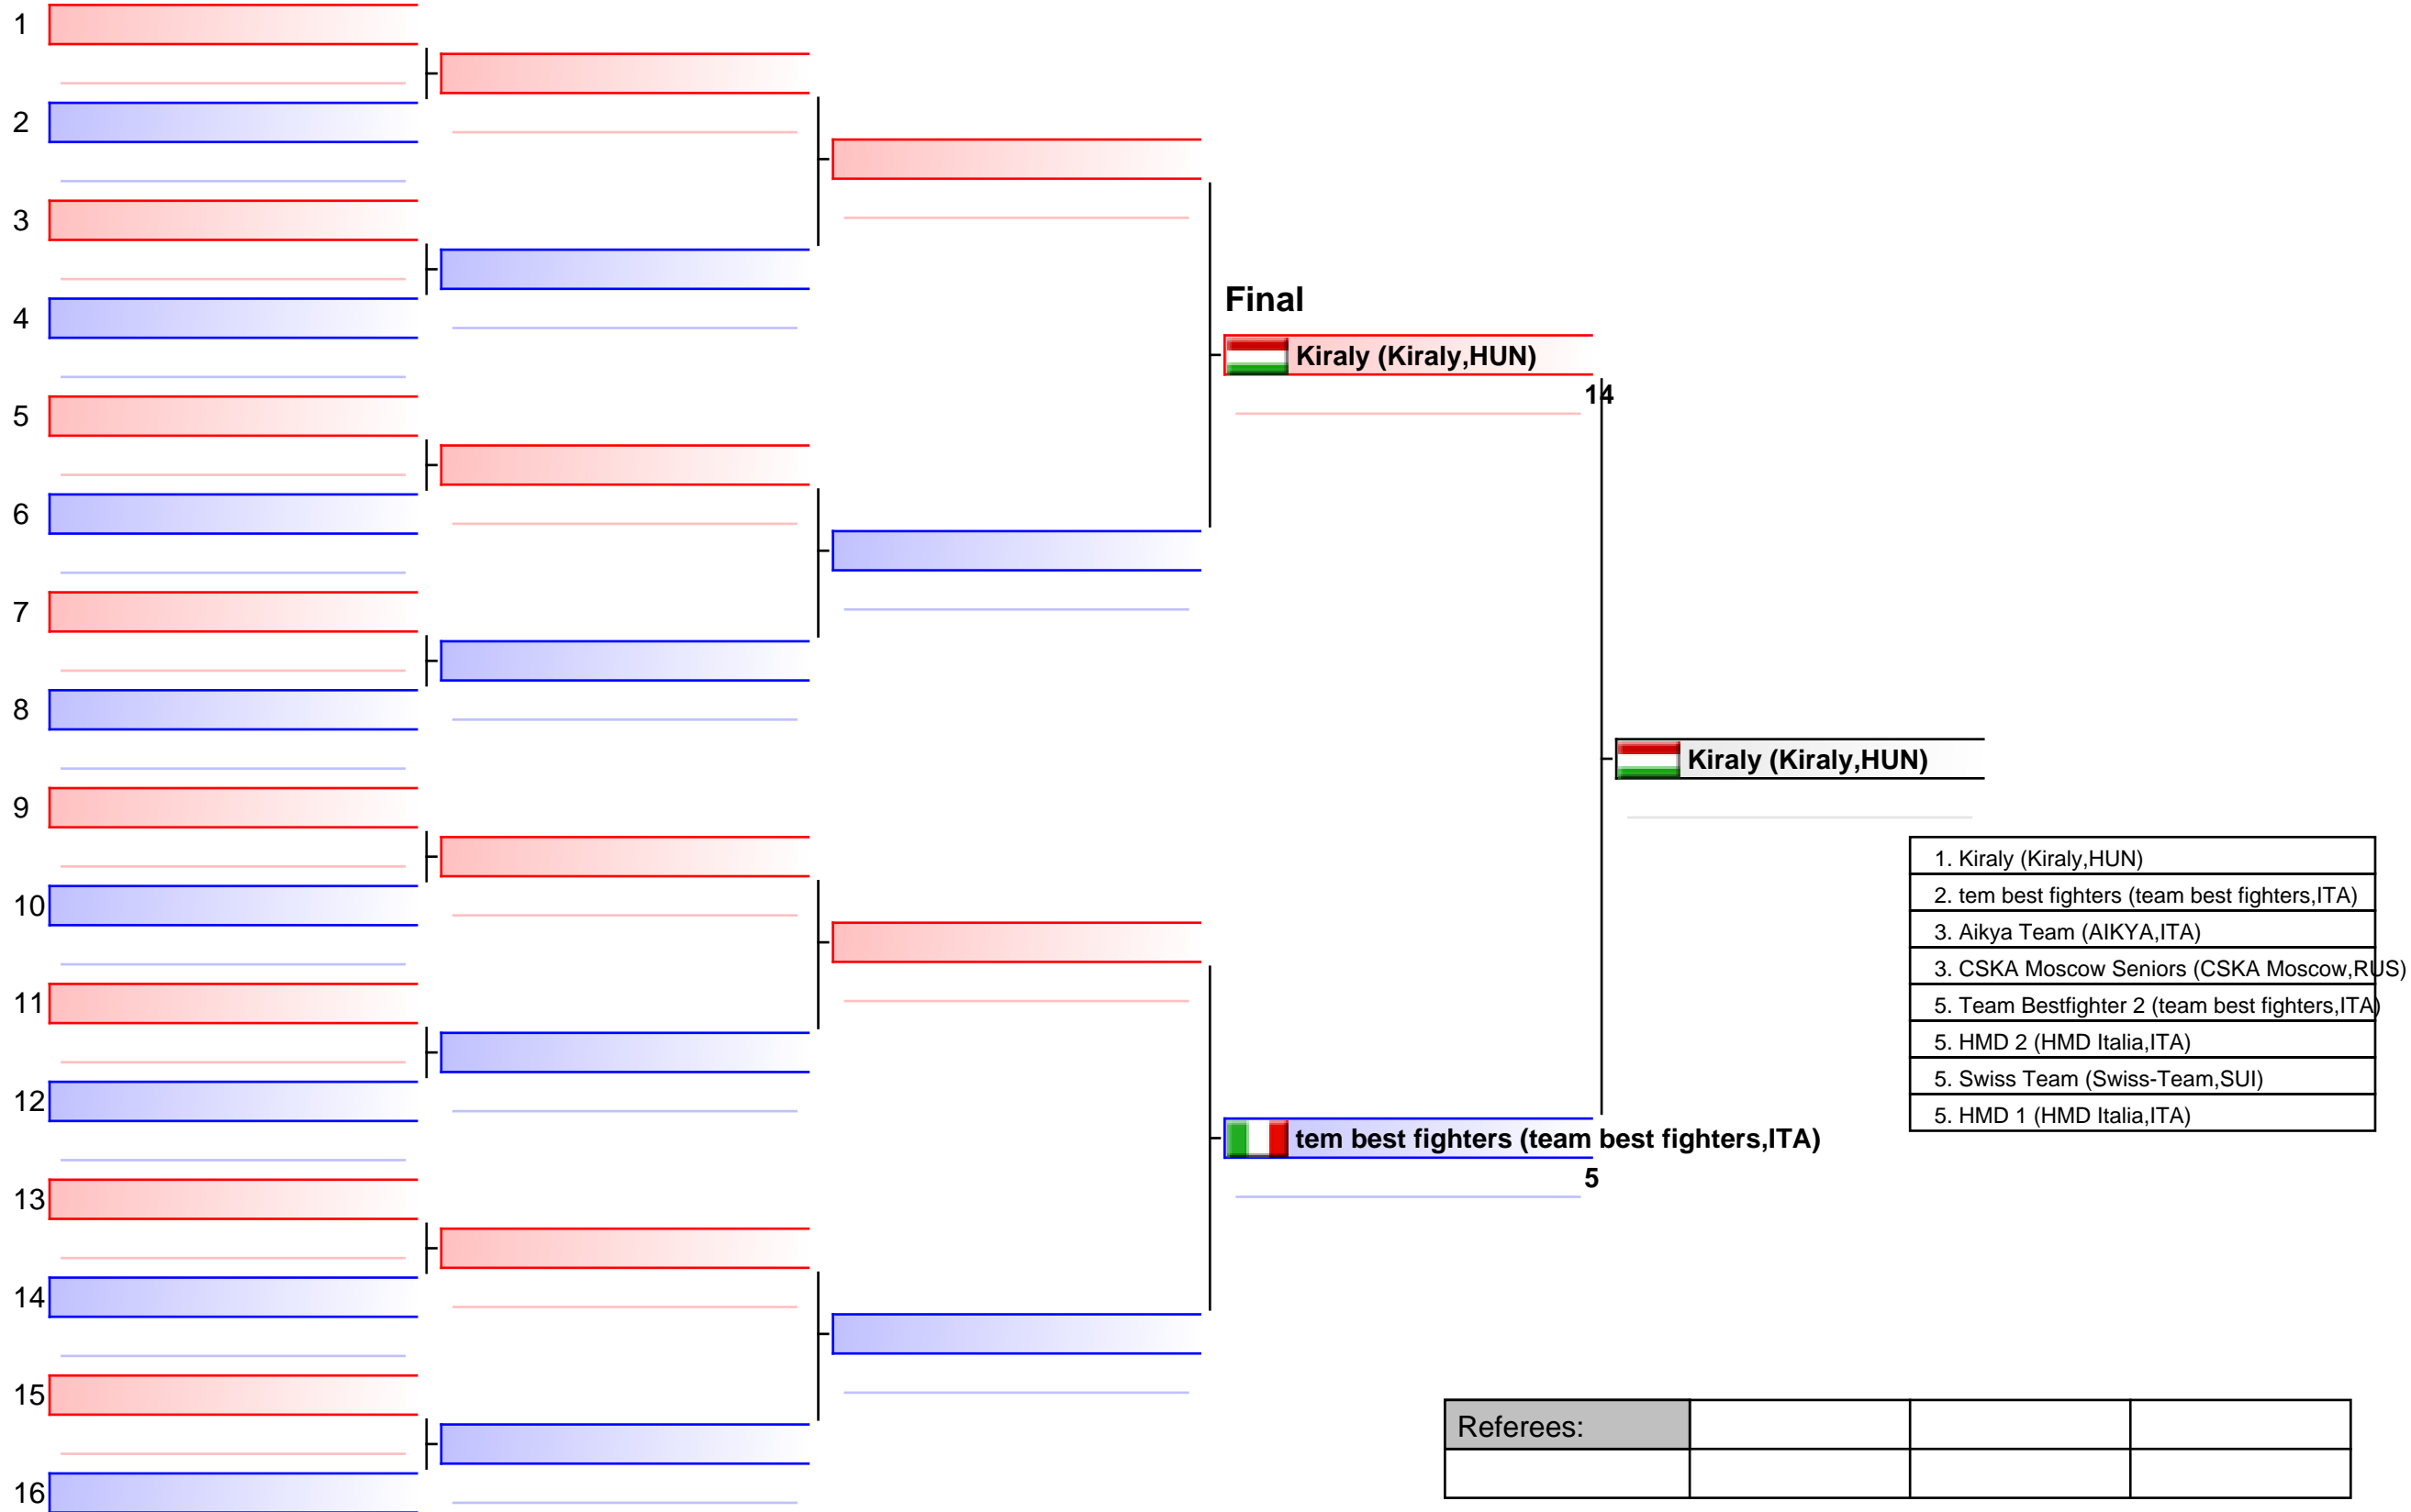 1
2
3
4
Final
Kiraly (Kiraly,HUN)
14
5
6
7
8
Kiraly (Kiraly,HUN)
9
10
11
12
1. Kiraly (Kiraly,HUN)
2. tem best fighters (team best fighters,ITA)
3. Aikya Team (AIKYA,ITA)
3. CSKA Moscow Seniors (CSKA Moscow,RUS)
5. Team Bestfighter 2 (team best fighters,ITA)
5. HMD 2 (HMD Italia,ITA)
5. Swiss Team (Swiss-Team,SUI)
5. HMD 1 (HMD Italia,ITA)
tem best fighters (team best fighters,ITA)
5
13
14
15
16
Referees: